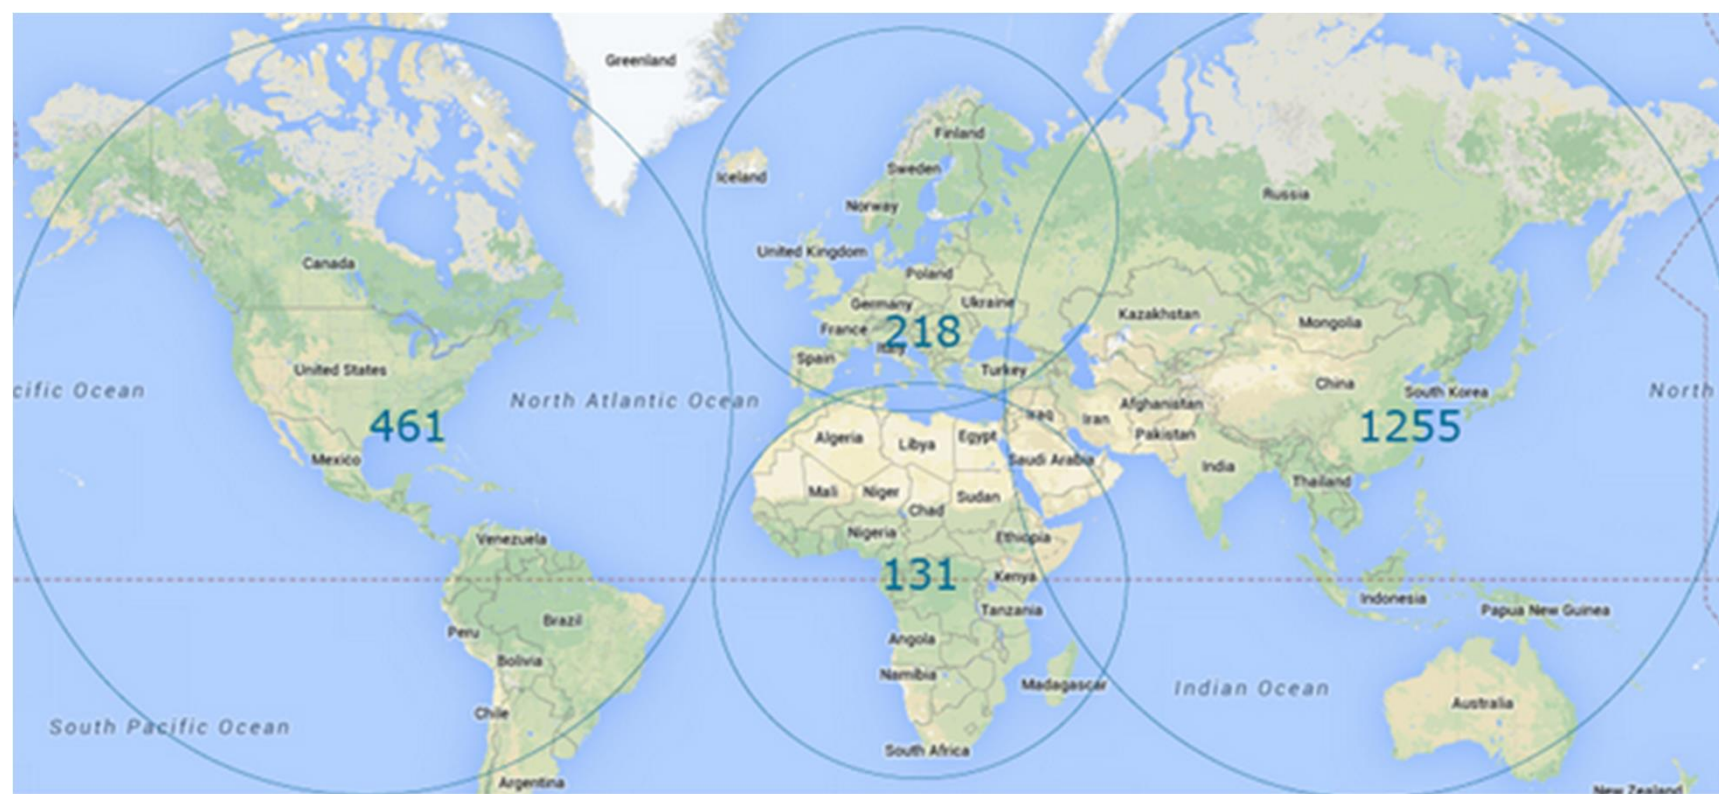 Greenland
Finland
Iceland
Sweden
Russia
Norway
United Kingdom
Canada
Poland
Germany
Ukraine
Kazakhstan
France
218
Mongolia
Italy
Spain
United States
Turkey
China
cific Ocean
North Atlantic Ocean
South Korea
North
Afghanistan
Iraq
Iran
461
1255
Algeria
Libya
Egypt
Pakistan
Mexico
Saudi Arabia
India
Thailand
Mali
Niger
Sudan
Chad
Nigeria
Venezuela
Ethiopia
131
Kenya
Indonesia
Tanzania
Papua New Guinea
Brazil
Peru
Angola
Bolivia
Namibia
Madagascar
Indian Ocean
Australia
Chile
South Pacific Ocean
South Africa
Argentina
New Zealand